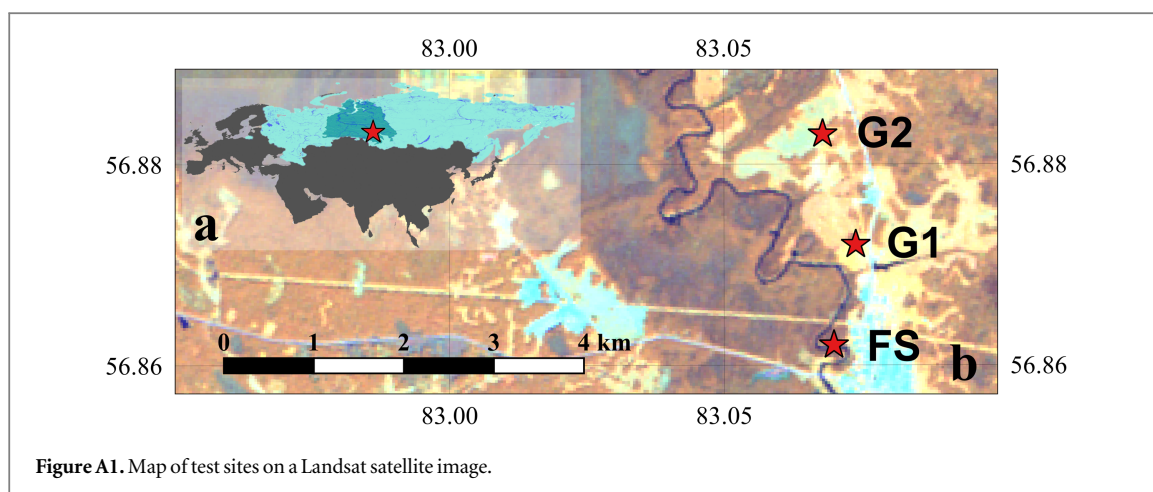 83.00 83.05
G2
56.88 56.88
a
G1
0 1 2 3 4 km
FS
b
56.86 56.86
83.00 83.05
Figure A1. Map of test sites on a Landsat satellite image.